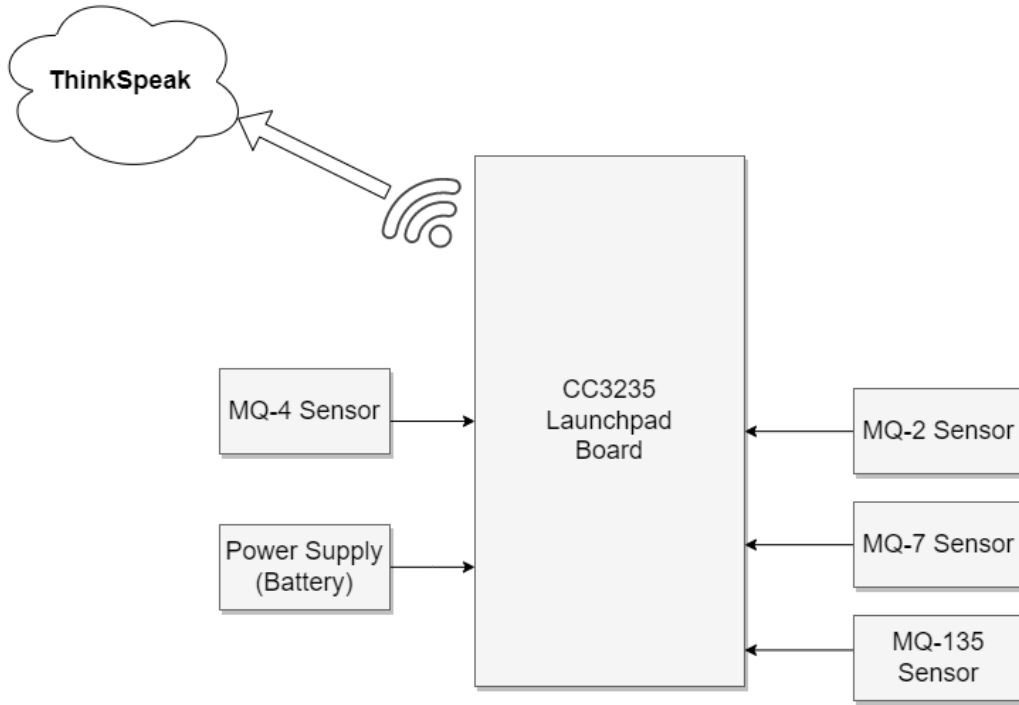 ThinkSpeak
CC3235
Launchpad
Board
MQ-4 Sensor
Power Supply
(Battery)
MQ-2 Sensor
MQ-7 Sensor
MQ-135
Sensor